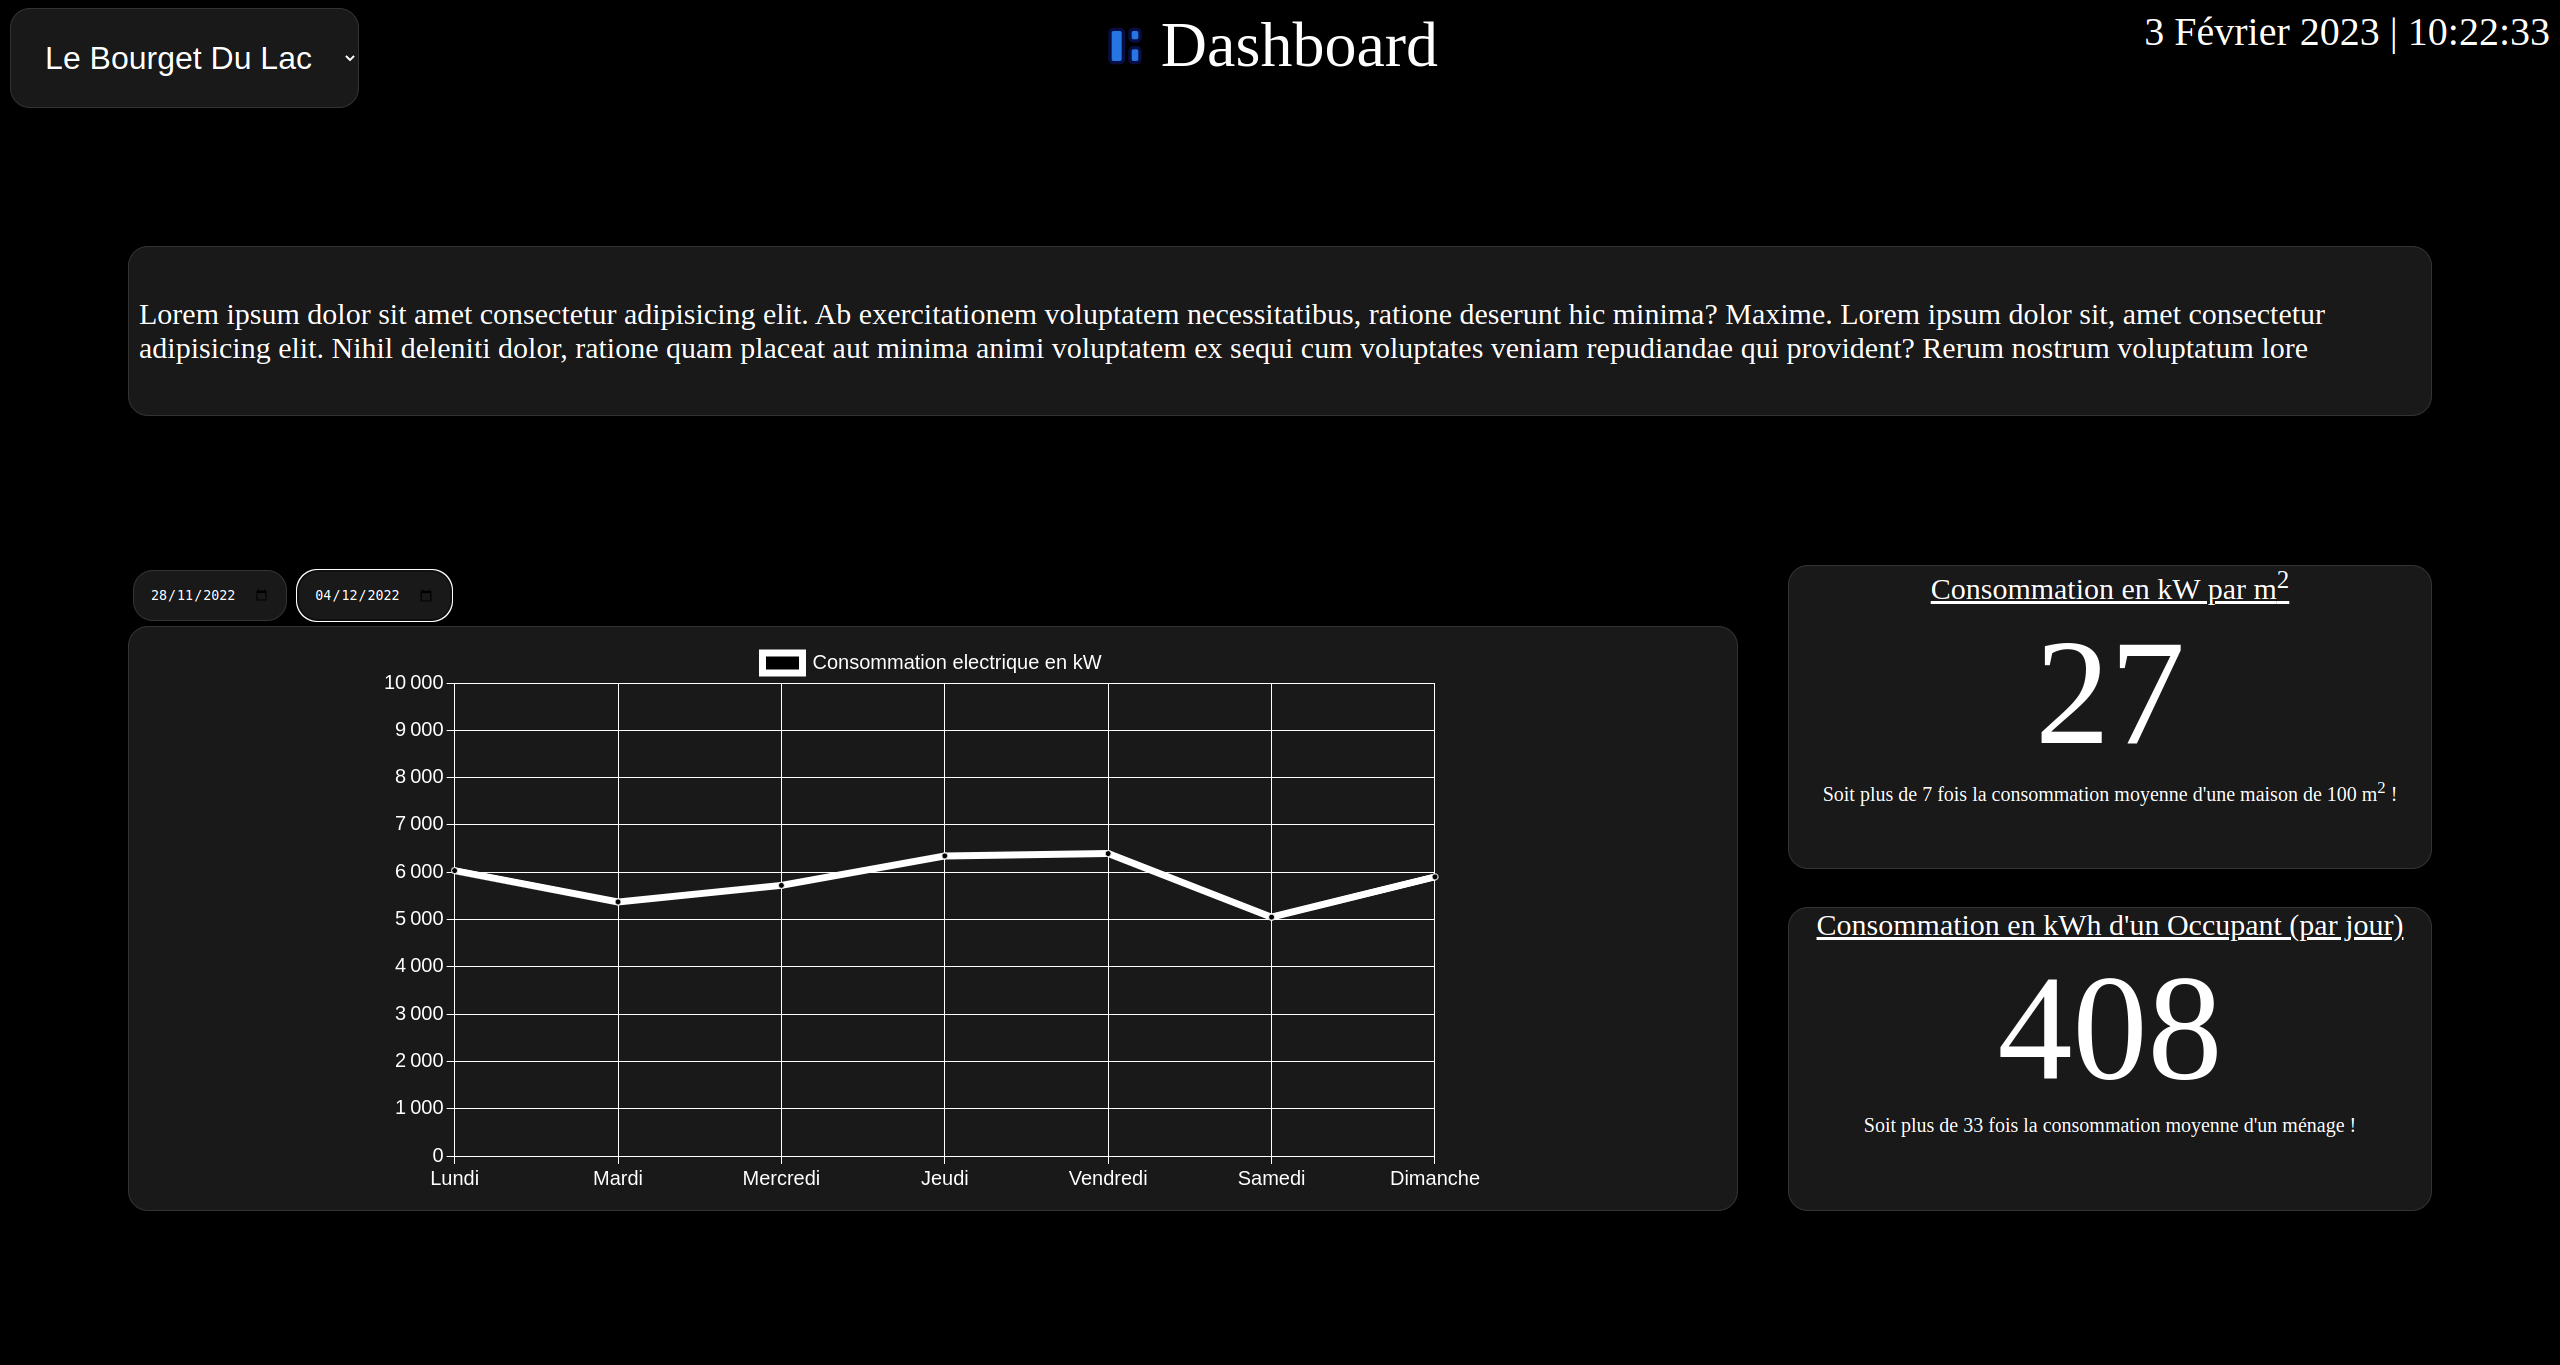 Le Bourget Du Lac
Dashboard
3 Février 2023 | 10:22:33
Lorem ipsum dolor sit amet consectetur adipisicing elit. Ab exercitationem voluptatem necessitatibus, ratione deserunt hic minima? Maxime. Lorem ipsum dolor sit, amet consectetur
adipisicing elit. Nihil deleniti dolor, ratione quam placeat aut minima animi voluptatem ex sequi cum voluptates veniam repudiandae qui provident? Rerum nostrum voluptatum lore
28/11/2022
04/12/2022
Consommation electrique en kW
10 000
9 000
8 000
7 000
6 000
5 000
4 000
3 000
2 000
1 000
0
Lundi Mardi Mercredi Jeudi Vendredi Samedi Dimanche
Consommation en kW par m²
27
Soit plus de 7 fois la consommation moyenne d'une maison de 100 m² !
Consommation en kWh d'un Occupant (par jour)
408
Soit plus de 33 fois la consommation moyenne d'un ménage !